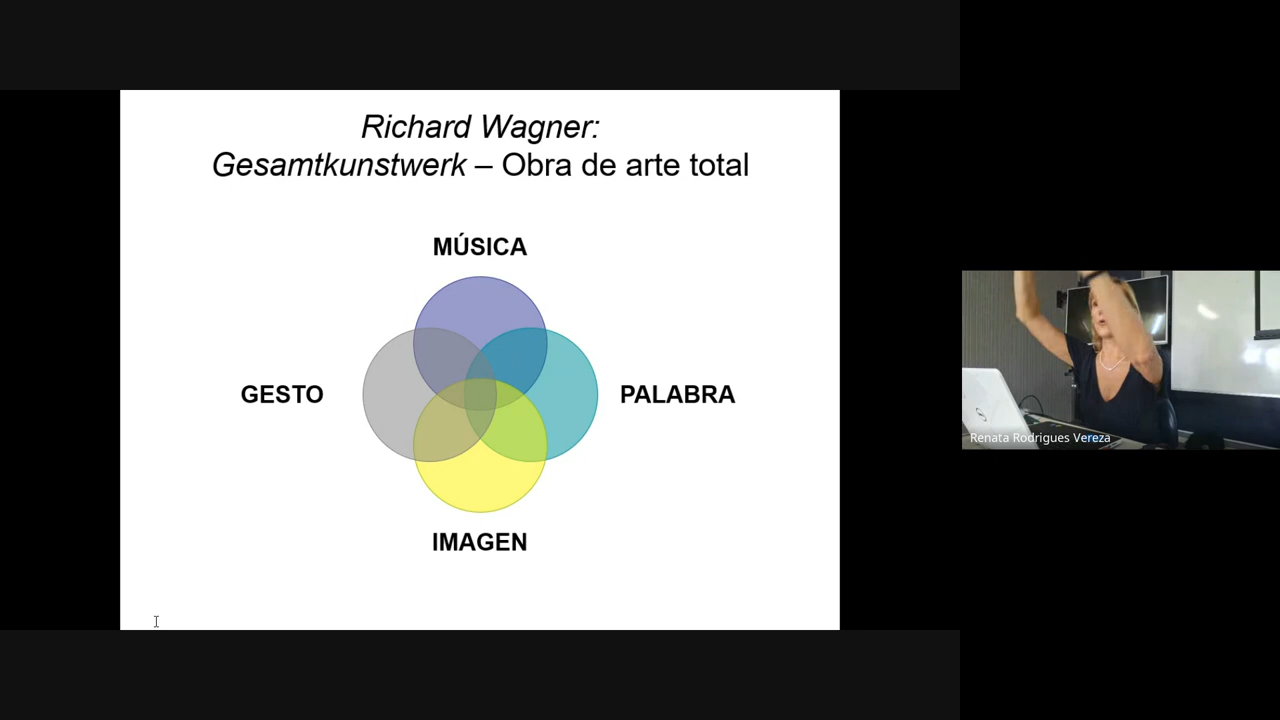 Richard Wagner:
Gesamtkunstwerk – Obra de arte total
MÚSICA
GESTO
PALABRA
IMAGEN
Renata Rodrigues Vereza